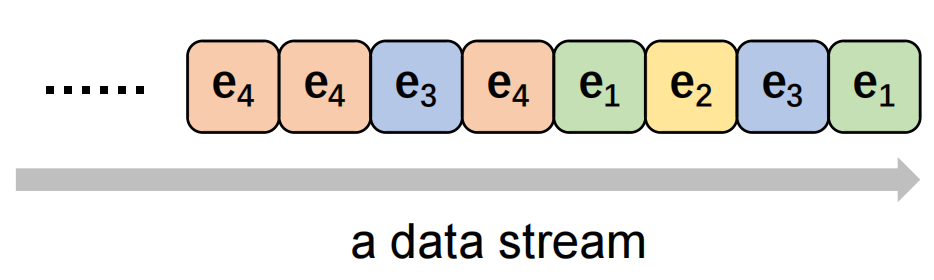 ...... e₄ e₄ e₃ e₄ e₁ e₂ e₃ e₁
a data stream